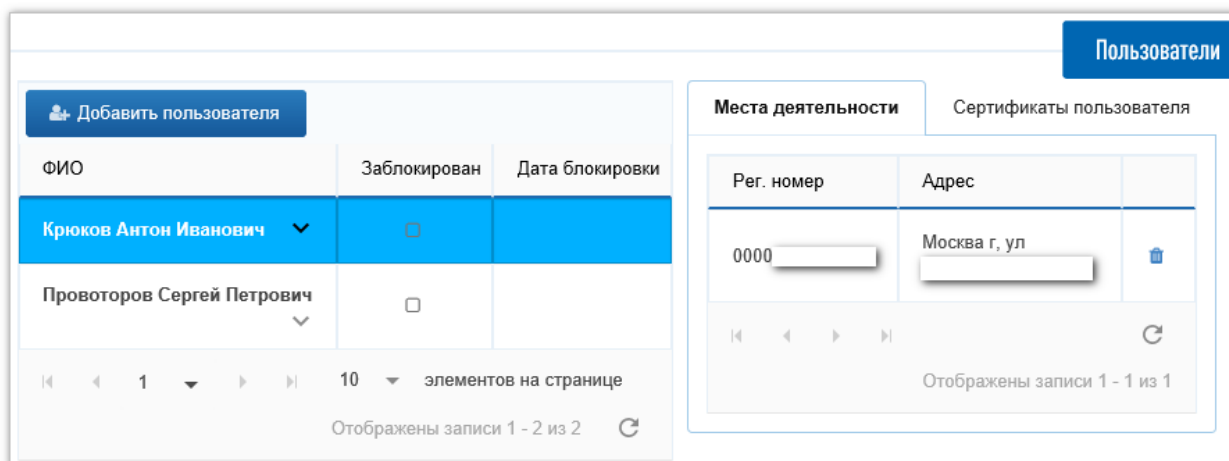 Пользователи
Добавить пользователя
ФИО Заблокирован Дата блокировки
Крюков Антон Иванович
Провоторов Сергей Петрович
1 10 элементов на странице
Отображены записи 1 - 2 из 2
Места деятельности Сертификаты пользователя
Рег. номер Адрес
0000 Москва г, ул
Отображены записи 1 - 1 из 1